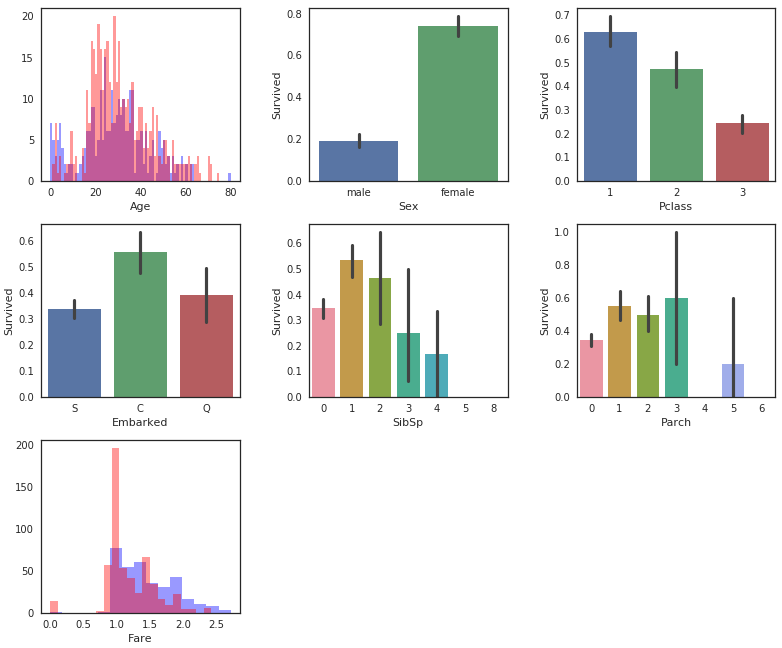 20
15
10
5
0
0 20 40 60 80
Age
0.8
0.6
0.4
0.2
0.0
Survived
male female
Sex
0.7
0.6
0.5
0.4
0.3
0.2
0.1
0.0
Survived
1 2 3
Pclass
0.6
0.5
0.4
0.3
0.2
0.1
0.0
Survived
S C Q
Embarked
0.6
0.5
0.4
0.3
0.2
0.1
0.0
Survived
0 1 2 3 4 5 8
SibSp
1.0
0.8
0.6
0.4
0.2
0.0
Survived
0 1 2 3 4 5 6
Parch
200
150
100
50
0
0.0 0.5 1.0 1.5 2.0 2.5
Fare